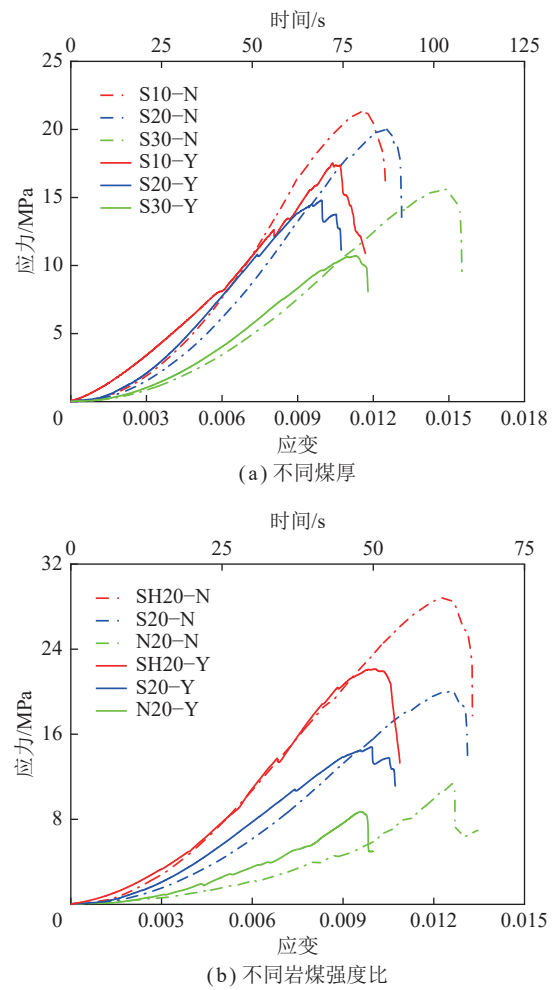 时间/s
0 25 50 75 100 125
25
20
15
10
5
0
应力/MPa
S10-N
S20-N
S30-N
S10-Y
S20-Y
S30-Y
0.003 0.006 0.009 0.012 0.015 0.018
应变
(a) 不同煤厚
时间/s
0 25 50 75
32
24
16
8
0
应力/MPa
SH20-N
S20-N
N20-N
SH20-Y
S20-Y
N20-Y
0.003 0.006 0.009 0.012 0.015
应变
(b) 不同岩煤强度比